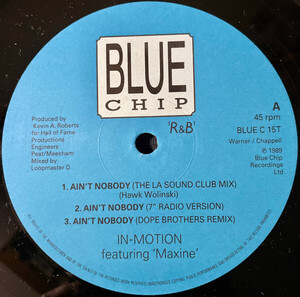 BLUE
CHIP
'R&B'
Produced by
Kevin A. Roberts
for Hall of Fame
Productions
Engineers
Peat/Meecham
Mixed by
Loopmaster D
A
45 rpm
BLUE C 15T
Warner / Chappell
℗ 1989
Blue Chip
Recordings
Ltd
1. AIN'T NOBODY (THE LA SOUND CLUB MIX)
(Hawk Wolinski)
2. AIN'T NOBODY (7" RADIO VERSION)
3. AIN'T NOBODY (DOPE BROTHERS REMIX)
IN-MOTION
featuring 'Maxine'